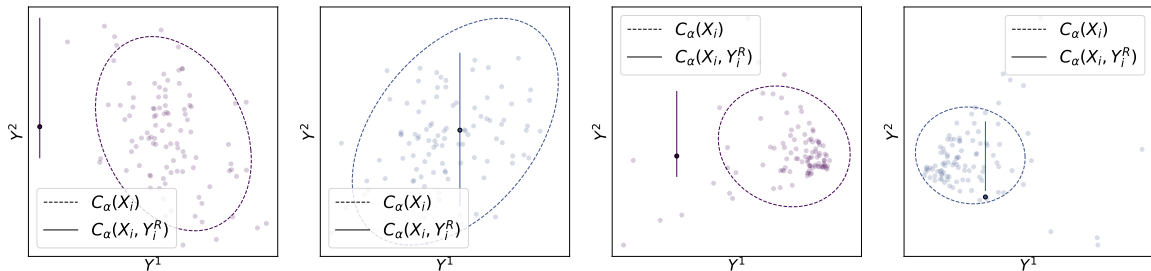 Y²
C_α(X_i)
C_α(X_i, Y_i^R)
Y¹
Y²
C_α(X_i)
C_α(X_i, Y_i^R)
Y¹
Y²
C_α(X_i)
C_α(X_i, Y_i^R)
Y¹
Y²
C_α(X_i)
C_α(X_i, Y_i^R)
Y¹